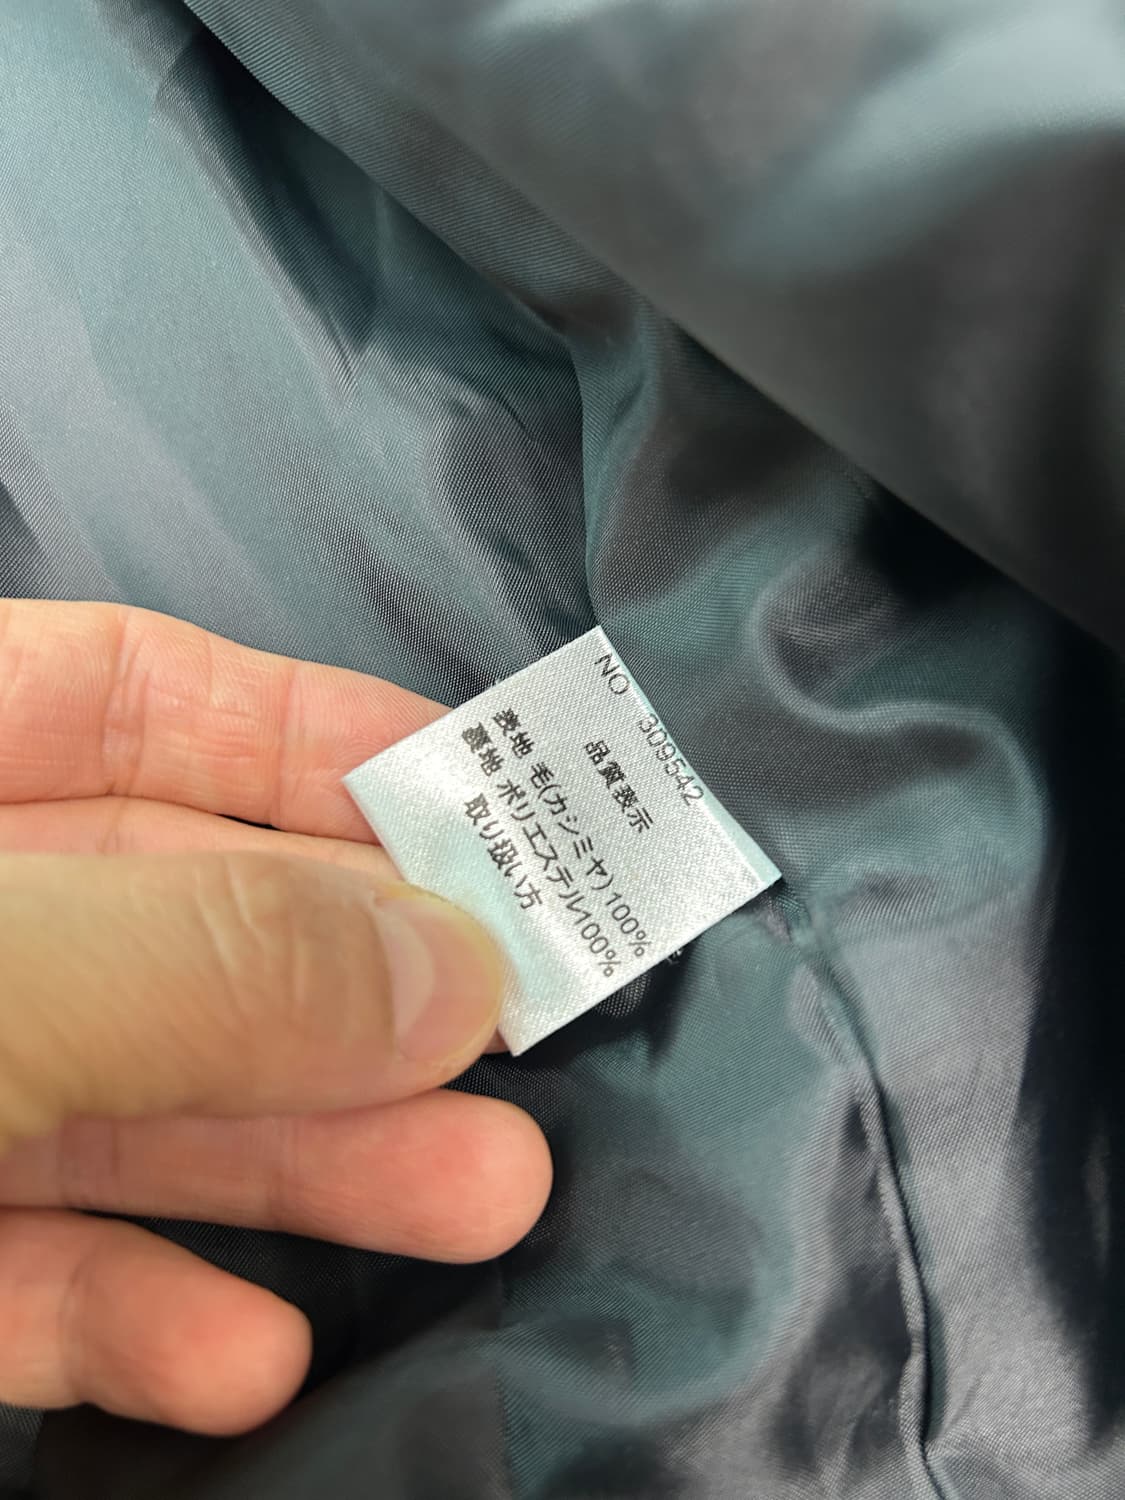 NO 309542
品質表示
表地 毛(カシミヤ)100%
裏地 ポリエステル100%
取り扱い方